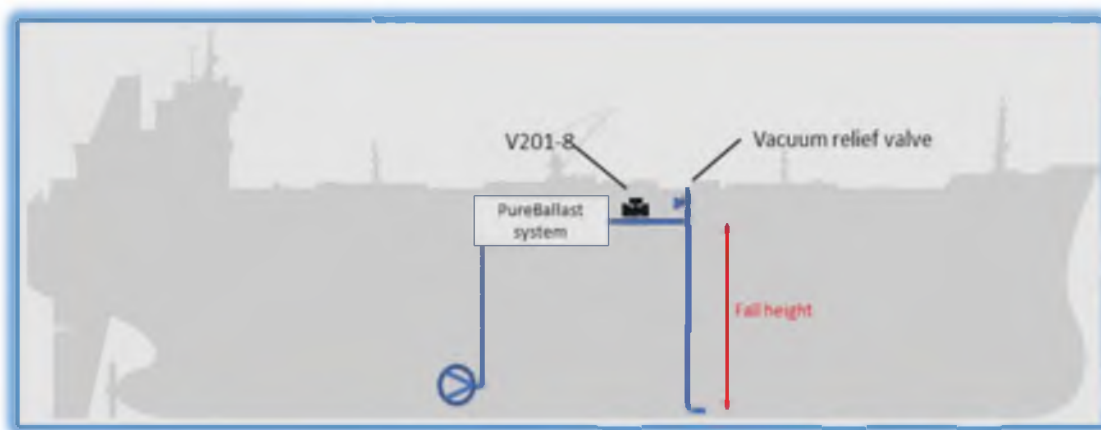 V201-8
Vacuum relief valve
PureBallast
system
Fall height